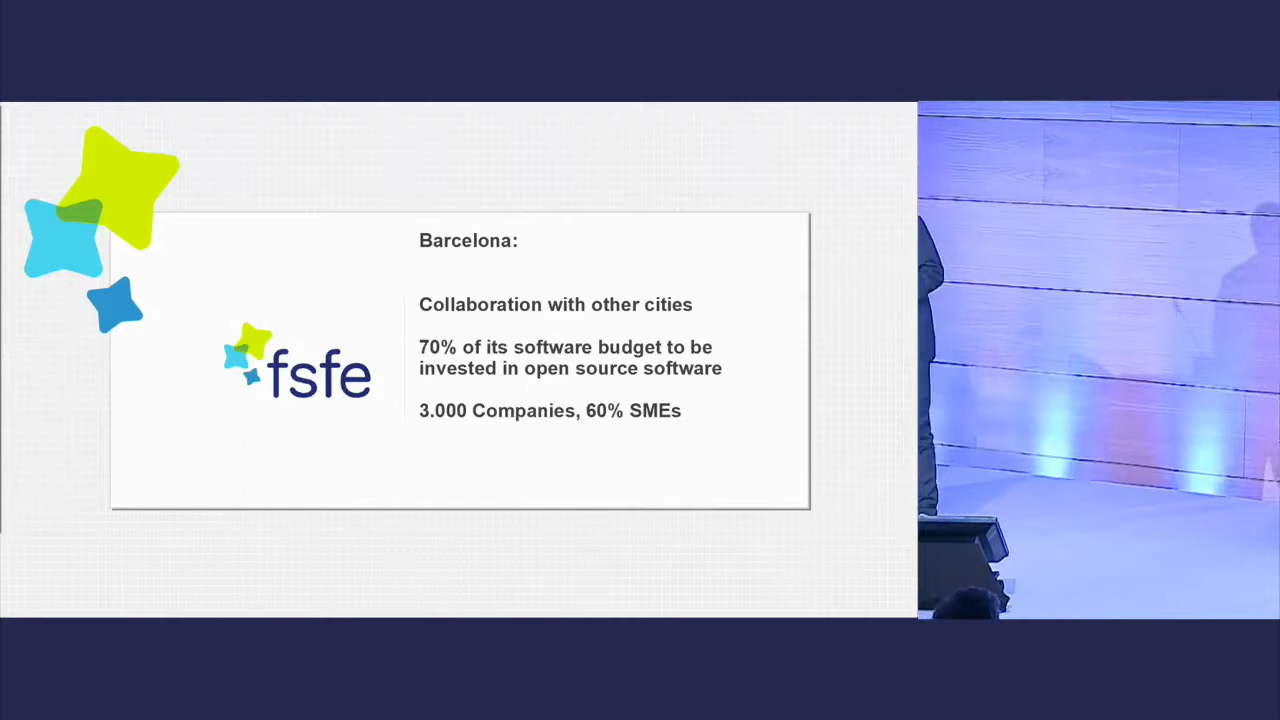 Barcelona:
Collaboration with other cities
70% of its software budget to be
invested in open source software
3.000 Companies, 60% SMEs
fsfe